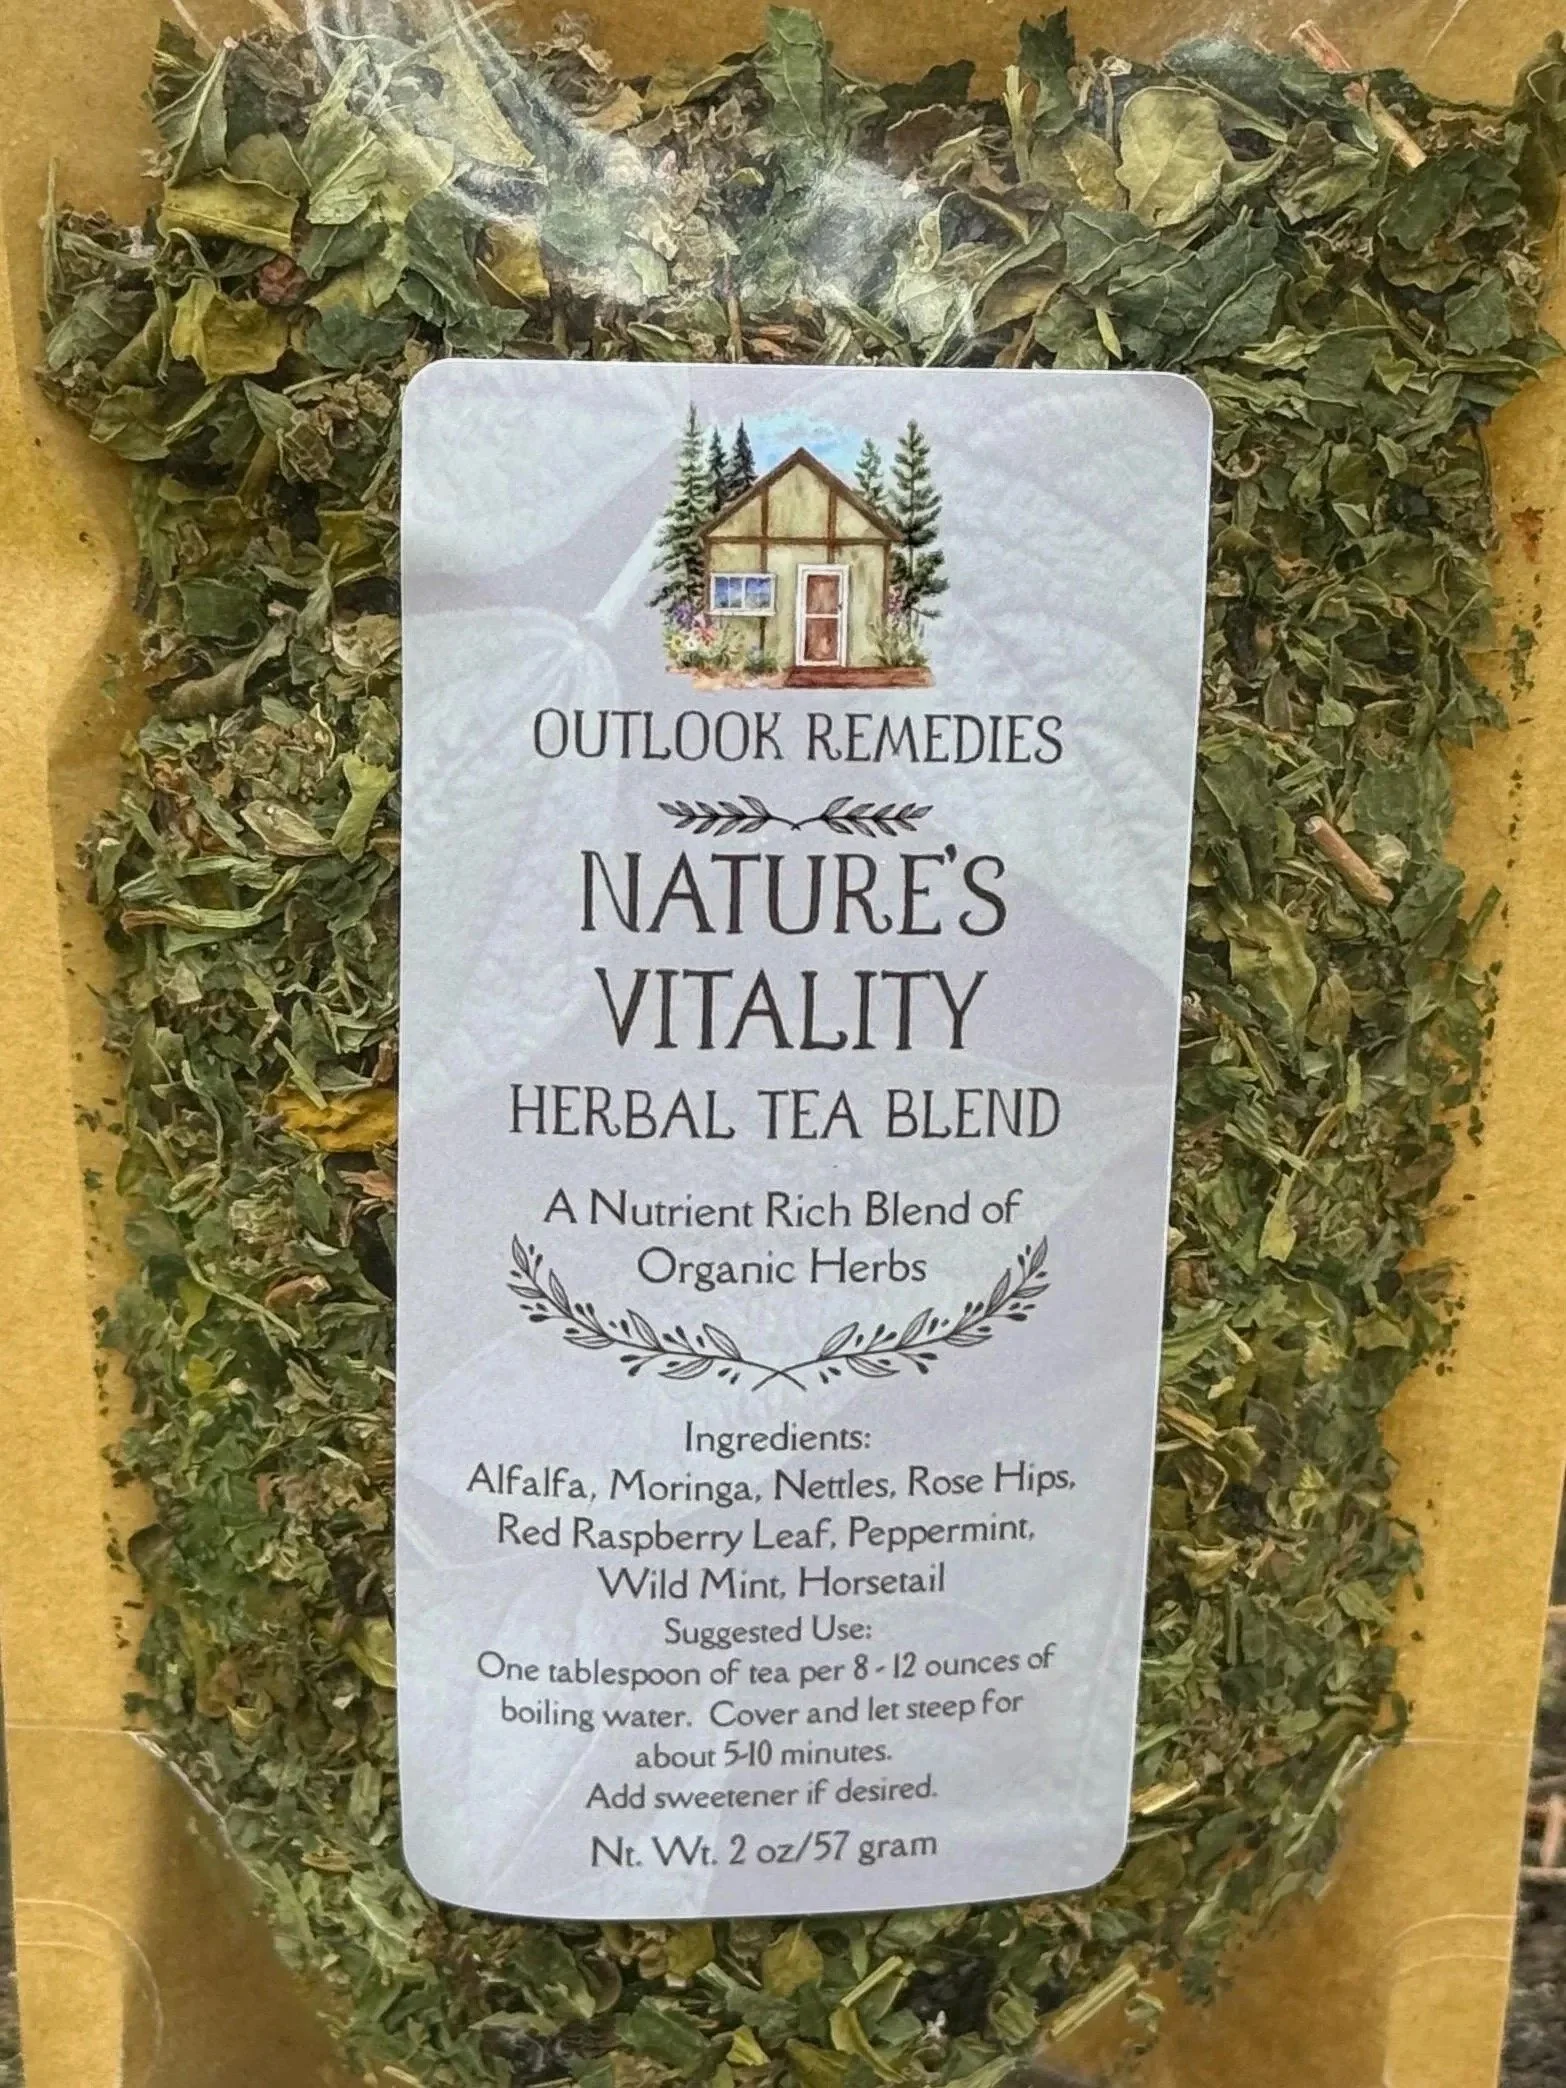 OUTLOOK REMEDIES
NATURE'S
VITALITY
HERBAL TEA BLEND
A Nutrient Rich Blend of
Organic Herbs
Ingredients:
Alfalfa, Moringa, Nettles, Rose Hips,
Red Raspberry Leaf, Peppermint,
Wild Mint, Horsetail
Suggested Use:
One tablespoon of tea per 8 - 12 ounces of
boiling water. Cover and let steep for
about 5-10 minutes.
Add sweetener if desired.
Nt. Wt. 2 oz/57 gram